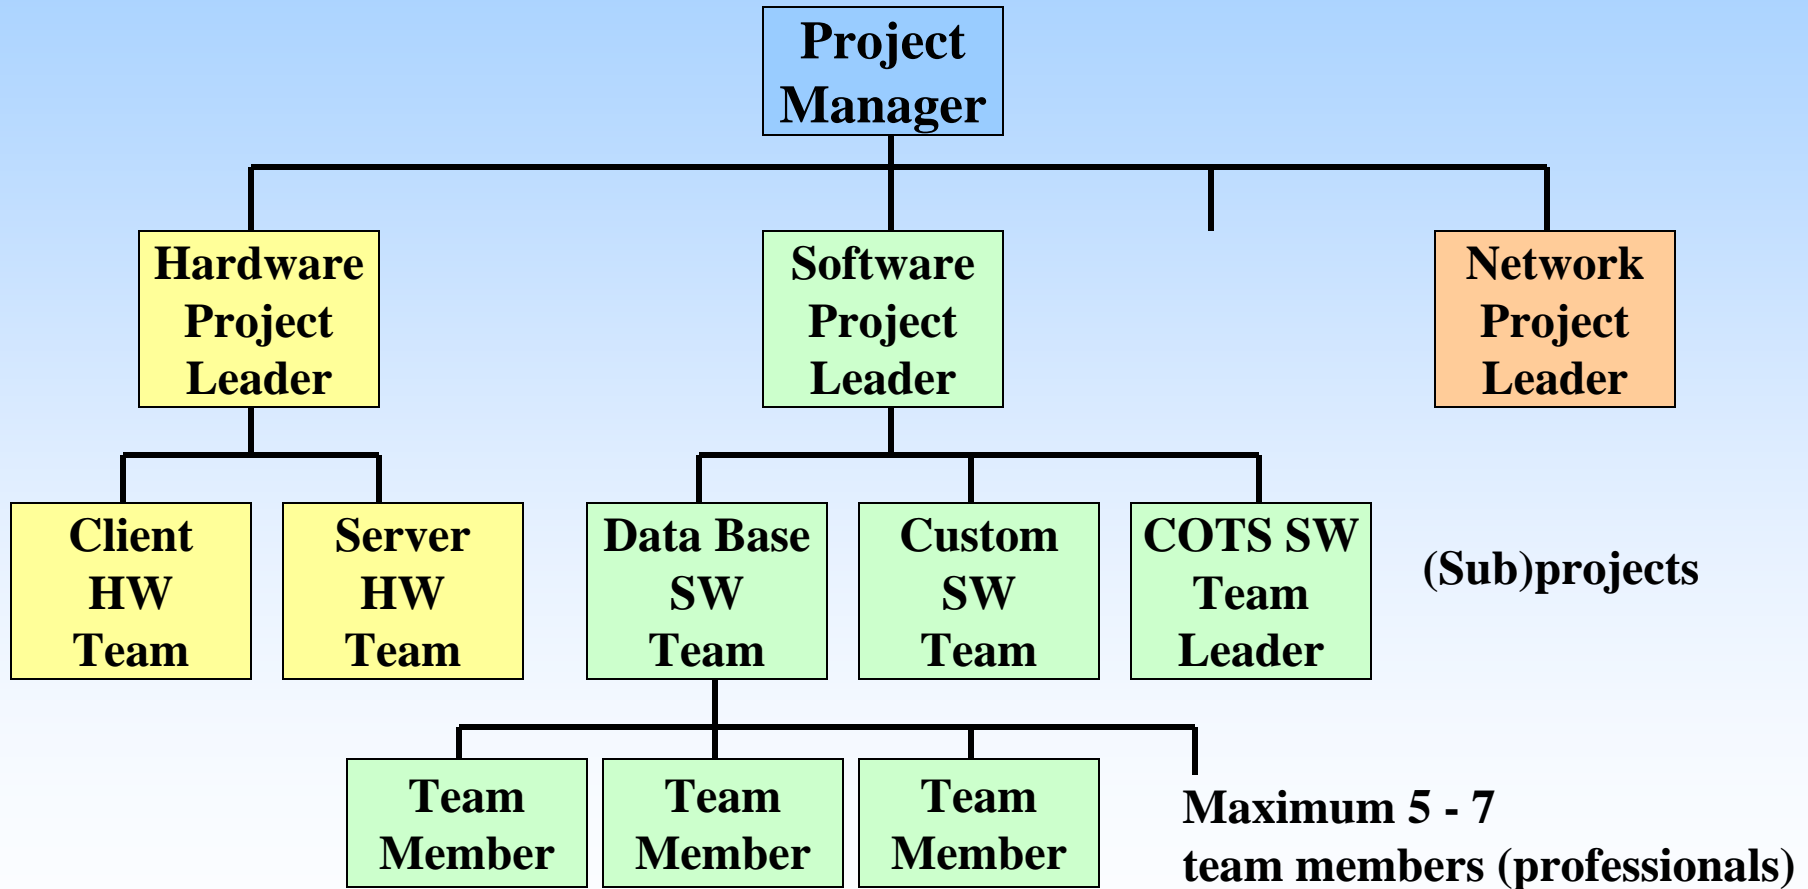 Project
Manager
Hardware
Project
Leader
Software
Project
Leader
Network
Project
Leader
Client
HW
Team
Server
HW
Team
Data Base
SW
Team
Custom
SW
Team
COTS SW
Team
Leader
(Sub)projects
Team
Member
Team
Member
Team
Member
Maximum 5 - 7
team members (professionals)